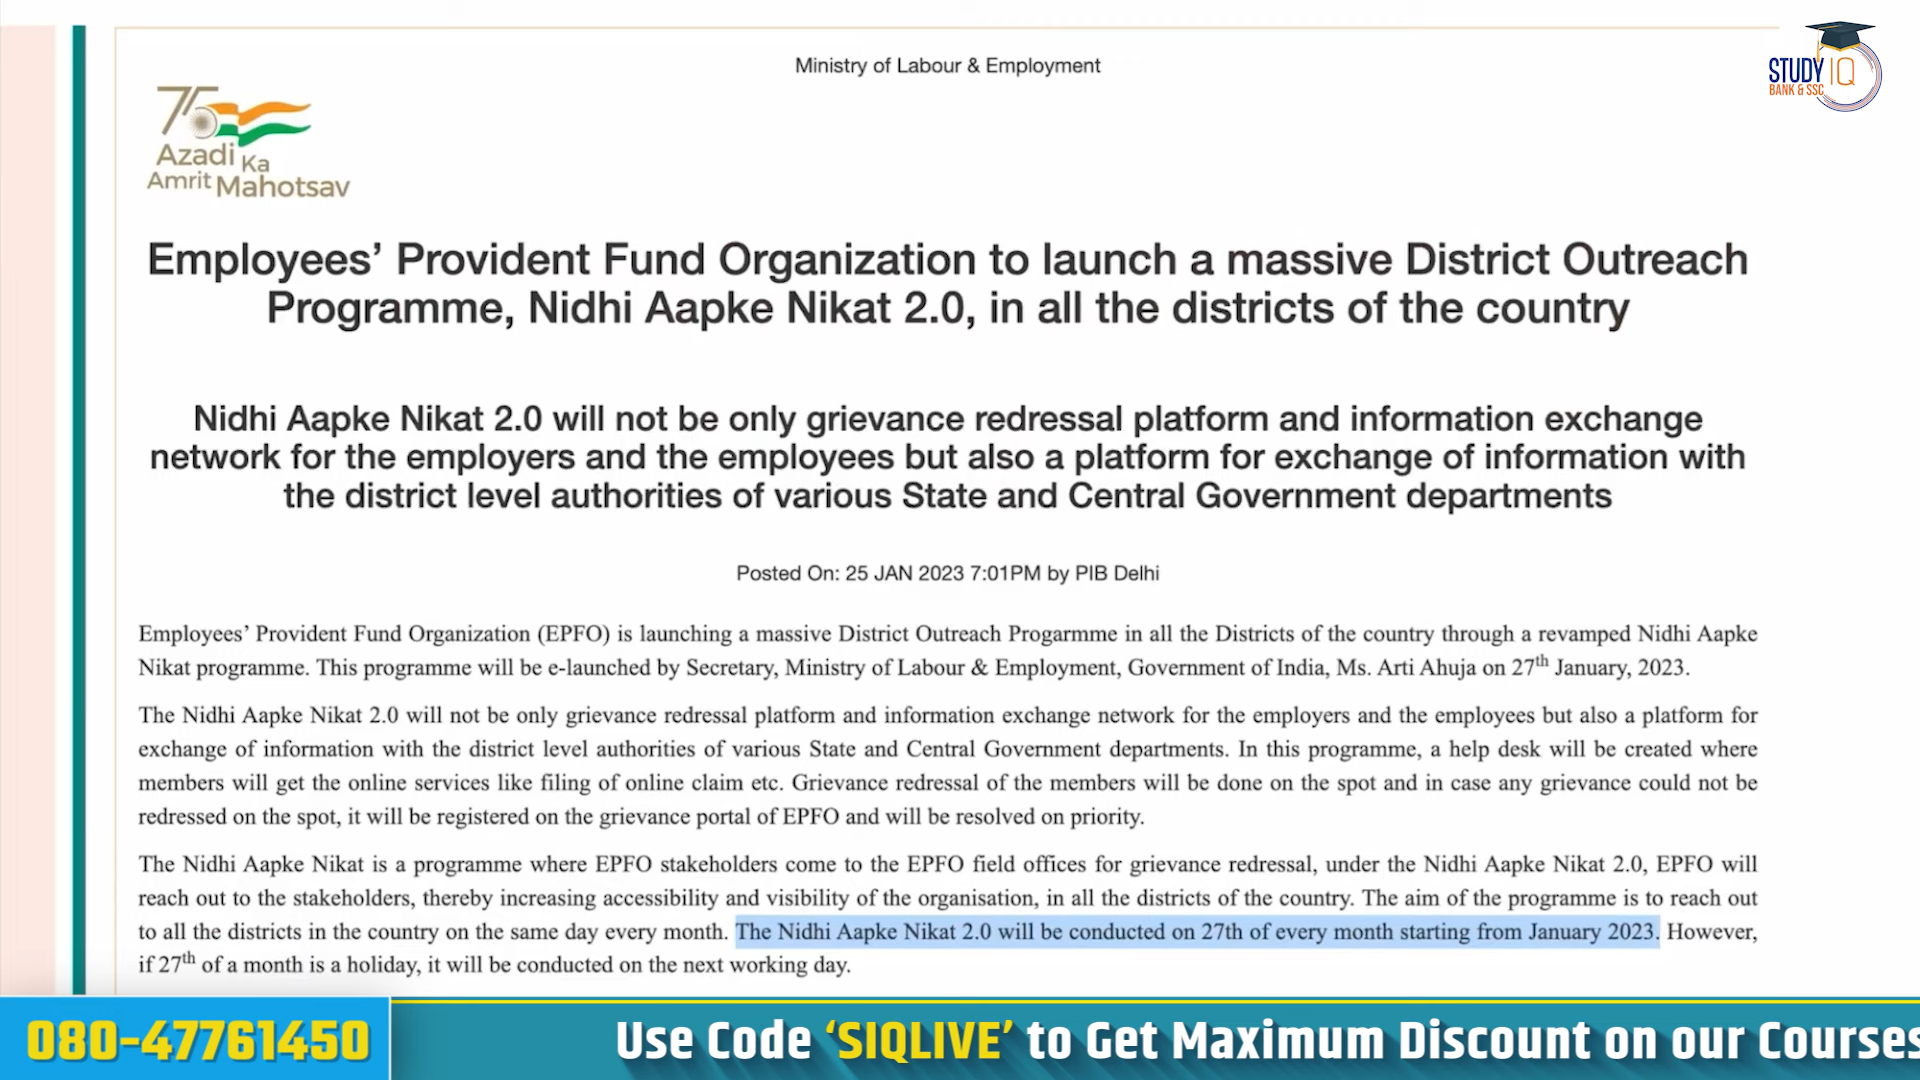 Ministry of Labour & Employment
STUDY IQ
BANK & SSC
75
Azadi Ka
Amrit Mahotsav
Employees’ Provident Fund Organization to launch a massive District Outreach
Programme, Nidhi Aapke Nikat 2.0, in all the districts of the country
Nidhi Aapke Nikat 2.0 will not be only grievance redressal platform and information exchange
network for the employers and the employees but also a platform for exchange of information with
the district level authorities of various State and Central Government departments
Posted On: 25 JAN 2023 7:01PM by PIB Delhi
Employees’ Provident Fund Organization (EPFO) is launching a massive District Outreach Progarmme in all the Districts of the country through a revamped Nidhi Aapke
Nikat programme. This programme will be e-launched by Secretary, Ministry of Labour & Employment, Government of India, Ms. Arti Ahuja on 27th January, 2023.
The Nidhi Aapke Nikat 2.0 will not be only grievance redressal platform and information exchange network for the employers and the employees but also a platform for
exchange of information with the district level authorities of various State and Central Government departments. In this programme, a help desk will be created where
members will get the online services like filing of online claim etc. Grievance redressal of the members will be done on the spot and in case any grievance could not be
redressed on the spot, it will be registered on the grievance portal of EPFO and will be resolved on priority.
The Nidhi Aapke Nikat is a programme where EPFO stakeholders come to the EPFO field offices for grievance redressal, under the Nidhi Aapke Nikat 2.0, EPFO will
reach out to the stakeholders, thereby increasing accessibility and visibility of the organisation, in all the districts of the country. The aim of the programme is to reach out
to all the districts in the country on the same day every month. The Nidhi Aapke Nikat 2.0 will be conducted on 27th of every month starting from January 2023. However,
if 27th of a month is a holiday, it will be conducted on the next working day.
080-47761450
Use Code ‘SIQLIVE’ to Get Maximum Discount on our Courses